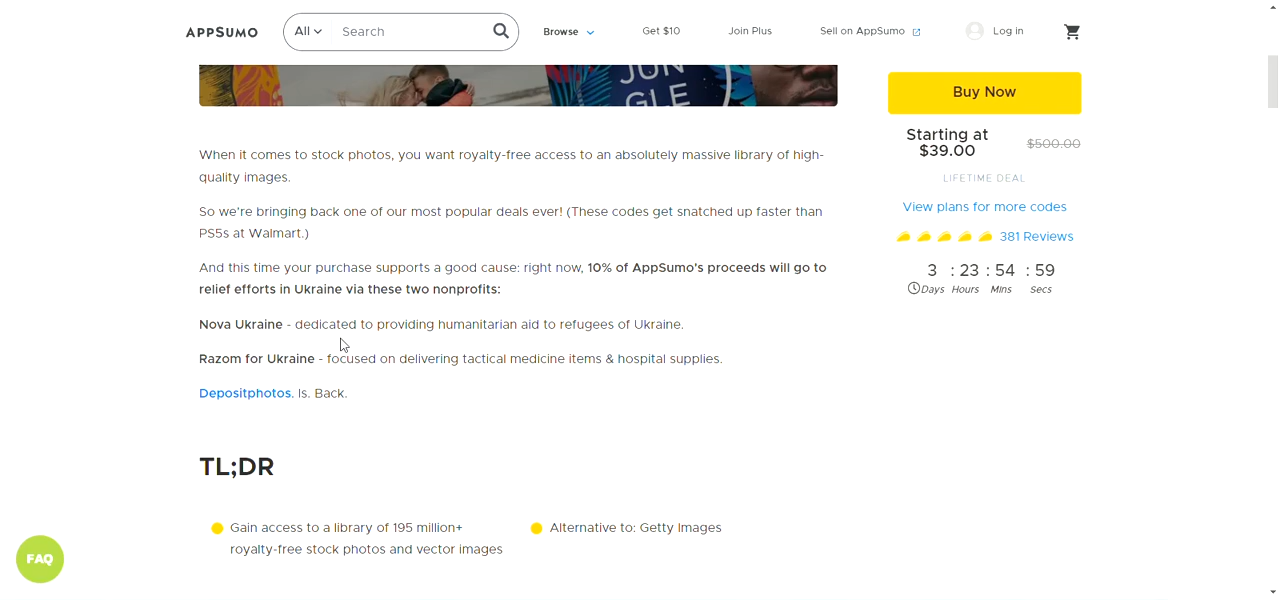 APPSUMO
All
Search
Browse
Get $10
Join Plus
Sell on AppSumo
Log in
JUN
GLE
When it comes to stock photos, you want royalty-free access to an absolutely massive library of high-
quality images.
So we're bringing back one of our most popular deals ever! (These codes get snatched up faster than
PS5s at Walmart.)
And this time your purchase supports a good cause: right now, 10% of AppSumo's proceeds will go to
relief efforts in Ukraine via these two nonprofits:
Nova Ukraine - dedicated to providing humanitarian aid to refugees of Ukraine.
Razom for Ukraine - focused on delivering tactical medicine items & hospital supplies.
Depositphotos. Is. Back.
TL;DR
Gain access to a library of 195 million+
royalty-free stock photos and vector images
Alternative to: Getty Images
Buy Now
Starting at
$39.00
$500.00
LIFETIME DEAL
View plans for more codes
381 Reviews
3 : 23 : 54 : 59
Days Hours Mins Secs
FAQ